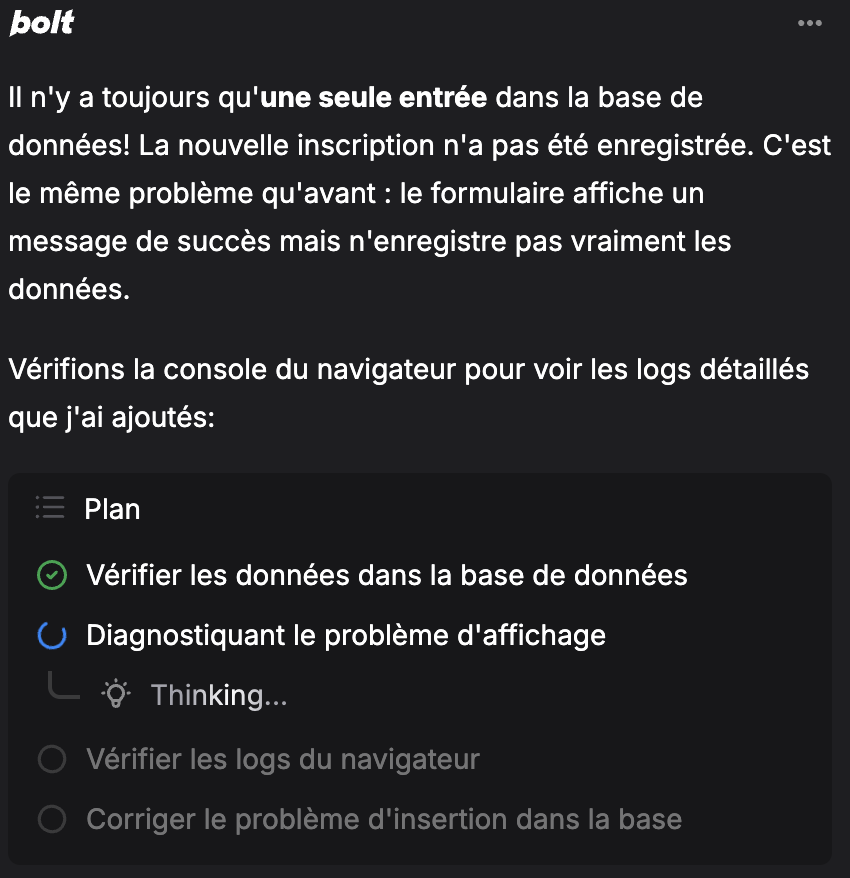 bolt
Il n'y a toujours qu'une seule entrée dans la base de
données! La nouvelle inscription n'a pas été enregistrée. C'est
le même problème qu'avant : le formulaire affiche un
message de succès mais n'enregistre pas vraiment les
données.
Vérifions la console du navigateur pour voir les logs détaillés
que j'ai ajoutés:
Plan
Vérifier les données dans la base de données
Diagnostiquant le problème d'affichage
Thinking...
Vérifier les logs du navigateur
Corriger le problème d'insertion dans la base